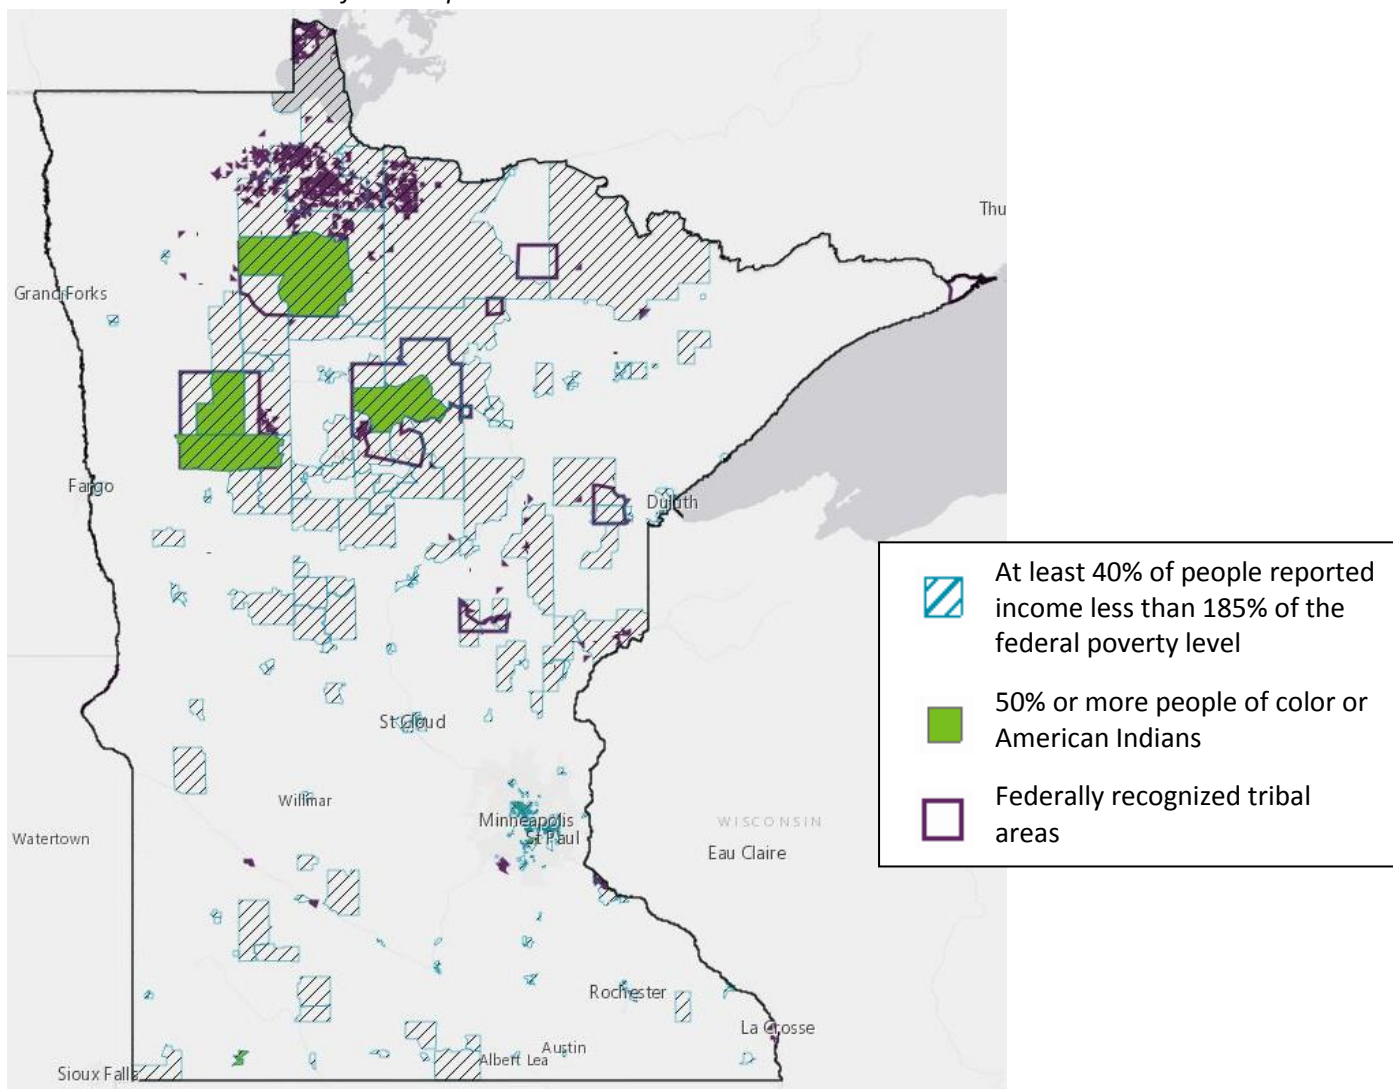 Thu
Grand Forks
Fargo
Duluth
At least 40% of people reported
income less than 185% of the
federal poverty level
50% or more people of color or
American Indians
Federally recognized tribal
areas
St Cloud
Willmar
Minneapolis
St Paul
WISCONSIN
Watertown
Eau Claire
Rochester
La Crosse
Austin
Albert Lea
Sioux Falls